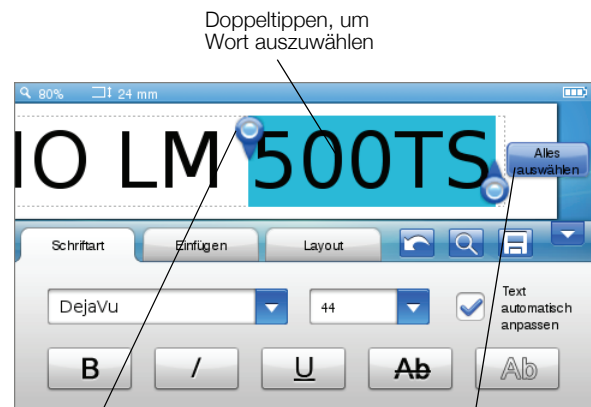 Doppeltippen, um
Wort auszuwählen
80% 24 mm
IO LM 500TS
Alles
auswählen
Schriftart Einfügen Layout
DejaVu 44
Text
automatisch
anpassen
B I U Ab Ab